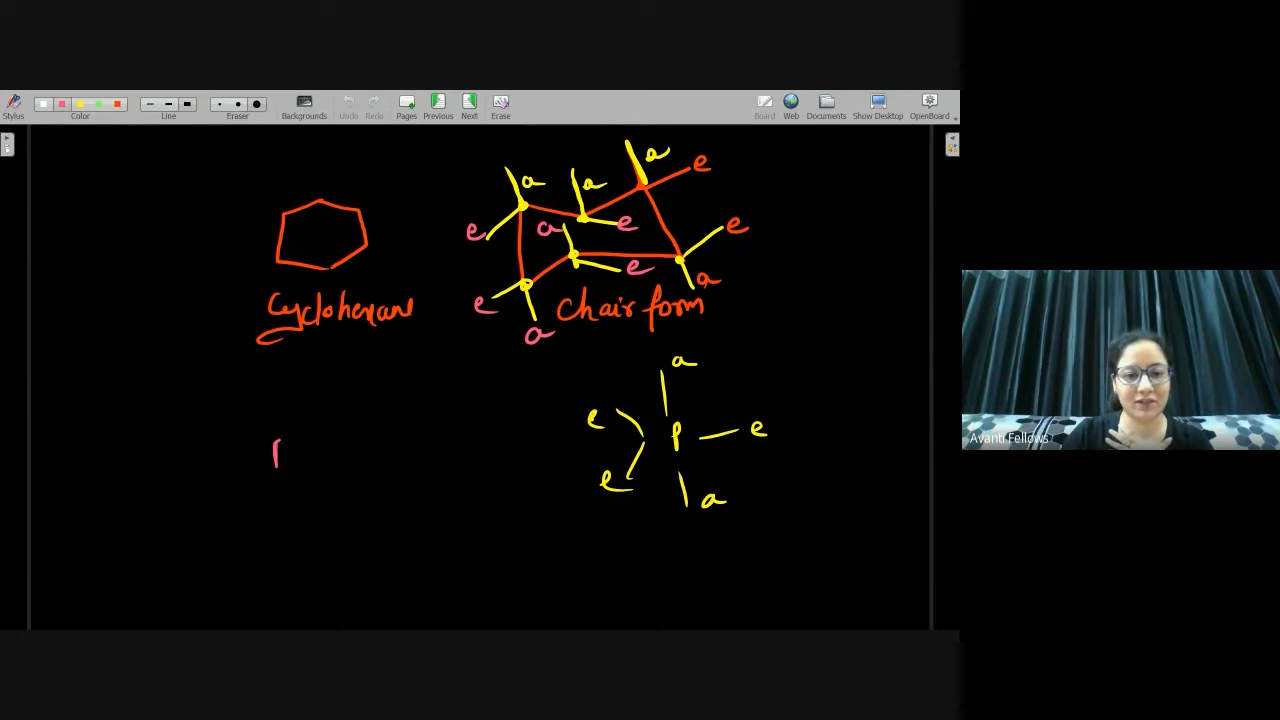 Stylus
Color
Line
Eraser
Backgrounds
Undo
Redo
Pages
Previous
Next
Erase
Board
Web
Documents
Show Desktop
OpenBoard
a
a
a
e
e
a
e
e
e
e
a
a
Cyclohexane
Chair form
a
e
P
e
e
a
Avanti Fellows